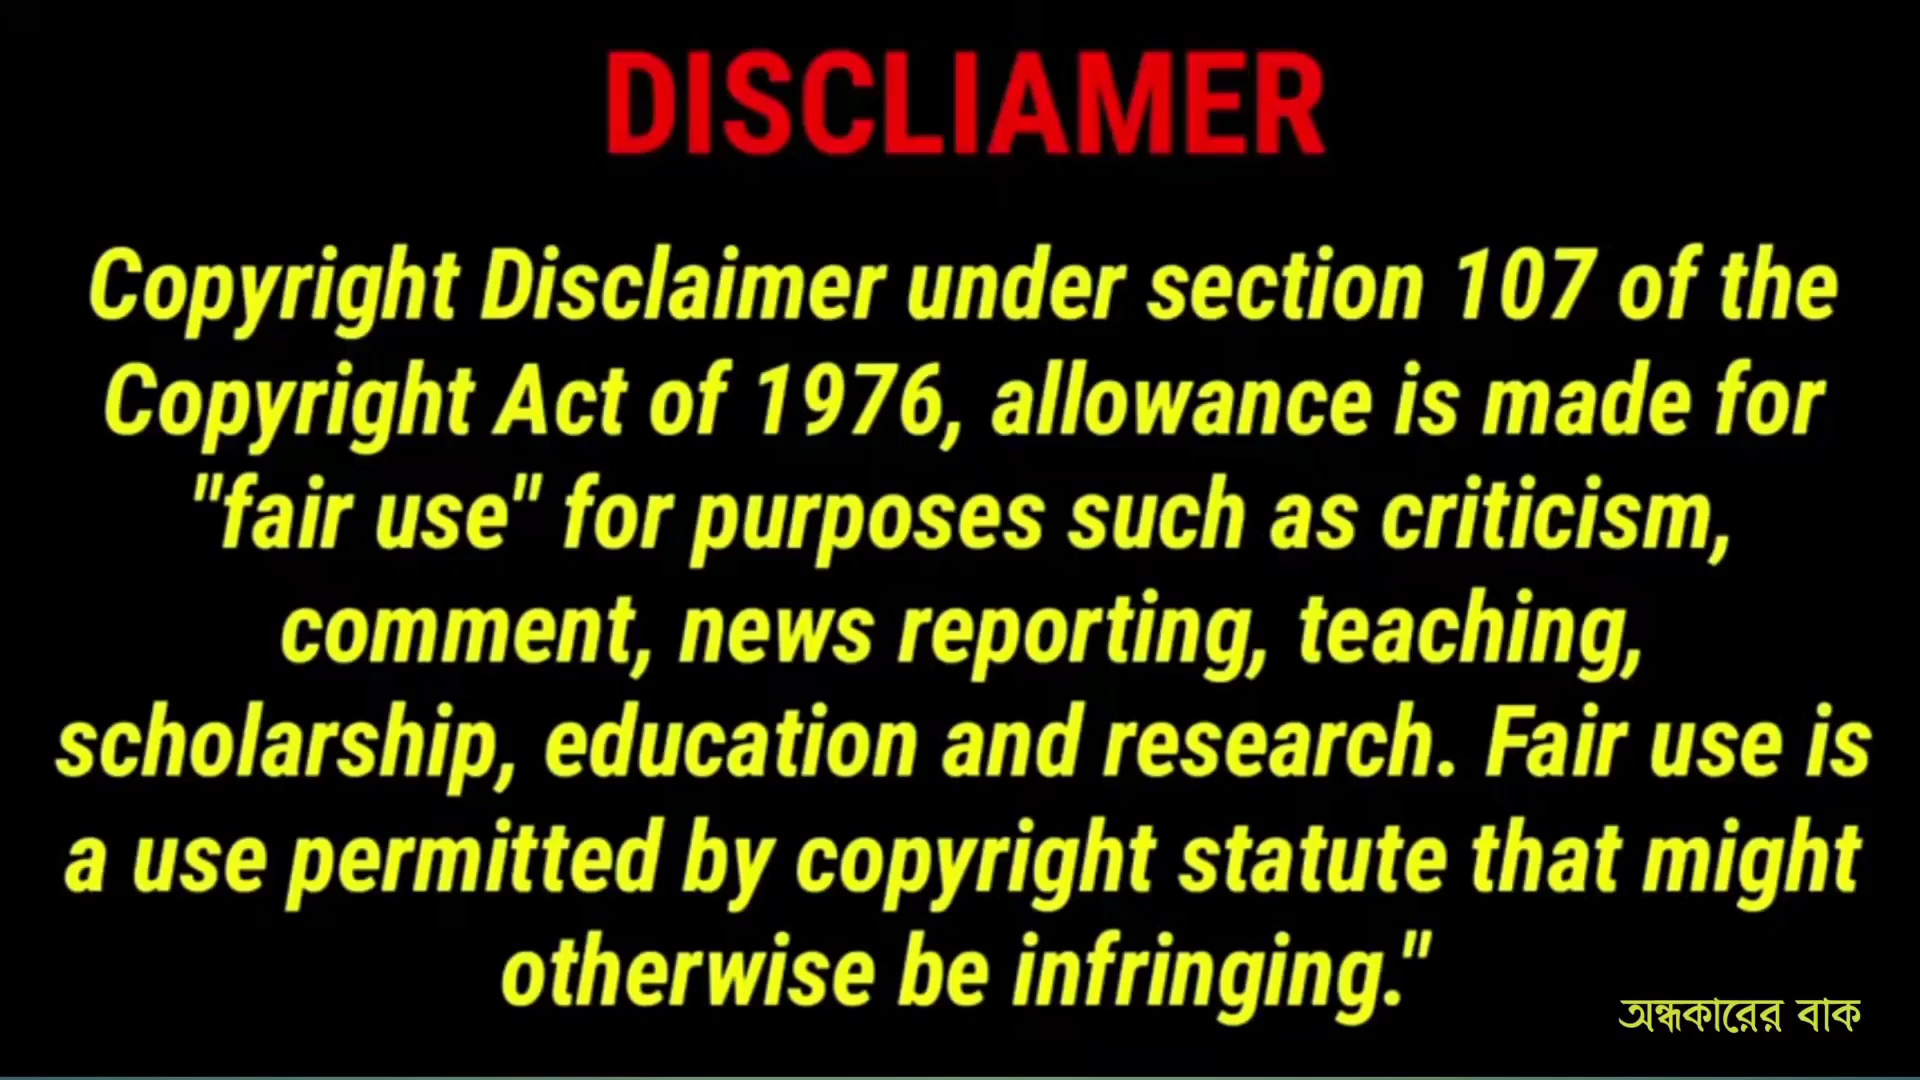 DISCLIAMER
Copyright Disclaimer under section 107 of the
Copyright Act of 1976, allowance is made for
"fair use" for purposes such as criticism,
comment, news reporting, teaching,
scholarship, education and research. Fair use is
a use permitted by copyright statute that might
otherwise be infringing."
অন্ধকারের বাক